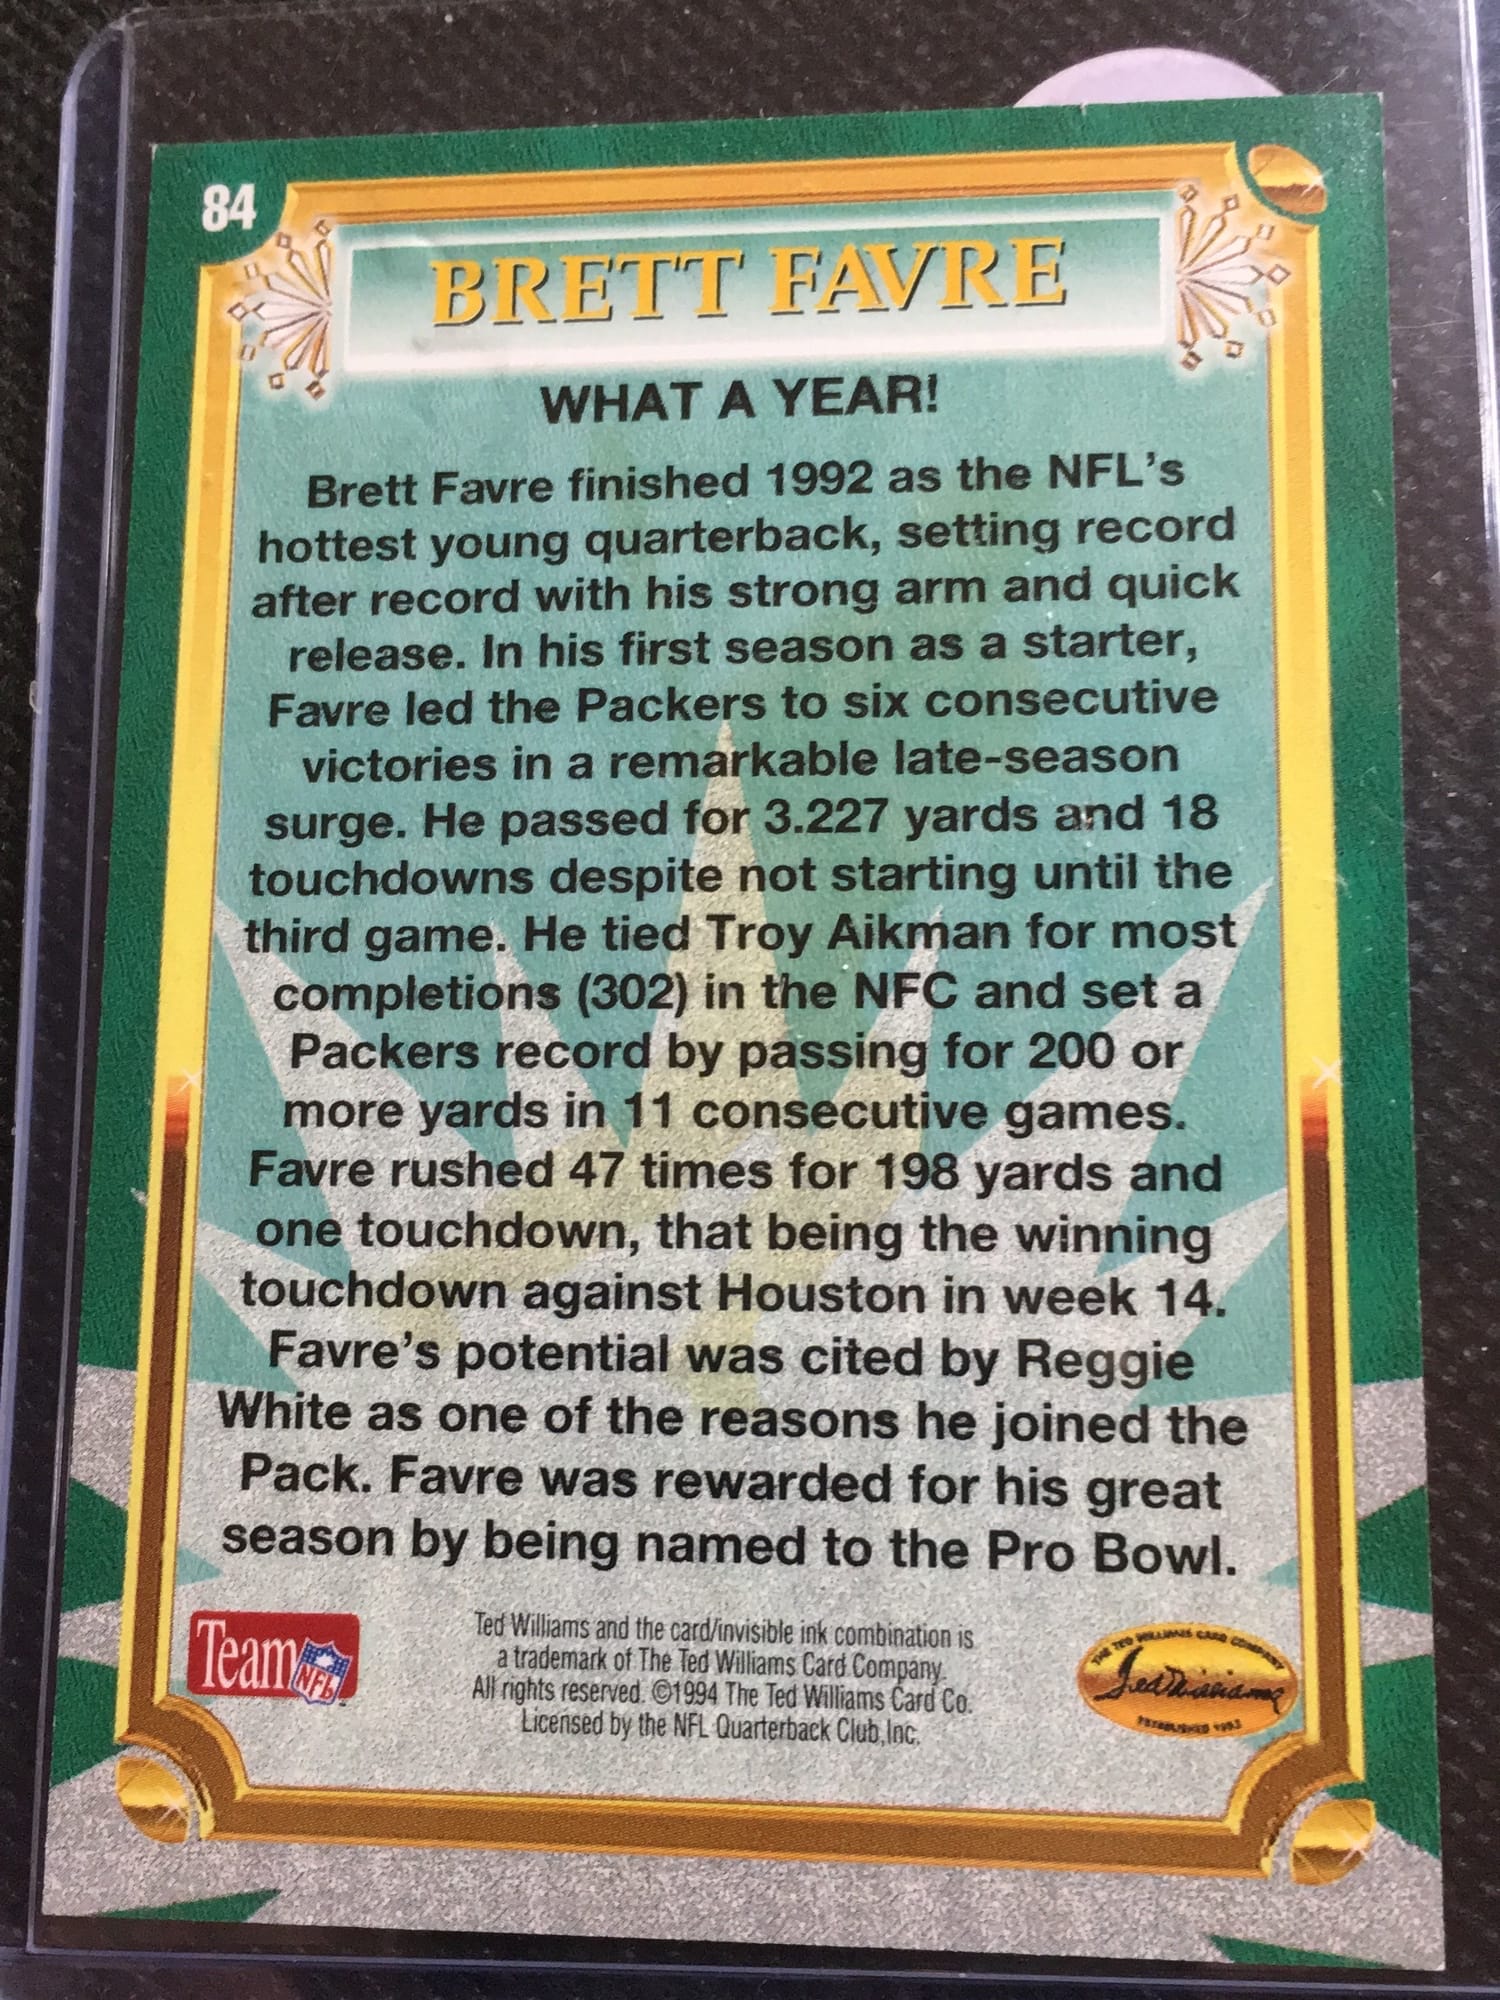 84
BRETT FAVRE
WHAT A YEAR!
Brett Favre finished 1992 as the NFL's
hottest young quarterback, setting record
after record with his strong arm and quick
release. In his first season as a starter,
Favre led the Packers to six consecutive
victories in a remarkable late-season
surge. He passed for 3.227 yards and 18
touchdowns despite not starting until the
third game. He tied Troy Aikman for most
completions (302) in the NFC and set a
Packers record by passing for 200 or
more yards in 11 consecutive games.
Favre rushed 47 times for 198 yards and
one touchdown, that being the winning
touchdown against Houston in week 14.
Favre's potential was cited by Reggie
White as one of the reasons he joined the
Pack. Favre was rewarded for his great
season by being named to the Pro Bowl.
Team NFL
Ted Williams and the card/invisible ink combination is
a trademark of The Ted Williams Card Company.
All rights reserved. ©1994 The Ted Williams Card Co.
Licensed by the NFL Quarterback Club,Inc.
THE TED WILLIAMS CARD COMPANY
Ted Williams